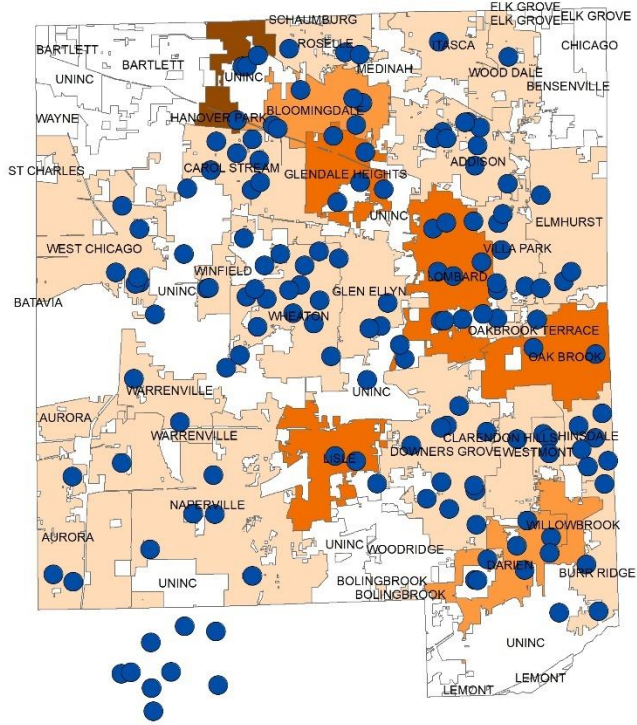 ELK GROVE
SCHAUMBURG
ELK GROVE
ELK GROVE
BARTLETT
ROSELLE
ITASCA
CHICAGO
BARTLETT
MEDINAH
WOOD DALE
UNINC
UNINC
BENSENVILLE
WAYNE
HANOVER PARK
BLOOMINGDALE
ST CHARLES
CAROL STREAM
GLENDALE HEIGHTS
ADDISON
UNINC
ELMHURST
WEST CHICAGO
VILLA PARK
WINFIELD
LOMBARD
BATAVIA
UNINC
GLEN ELLYN
WHEATON
OAKBROOK TERRACE
OAK BROOK
WARRENVILLE
UNINC
AURORA
WARRENVILLE
CLARENDON HILLS
HINSDALE
LISLE
DOWNERS GROVE
WESTMONT
NAPERVILLE
WILLOWBROOK
AURORA
UNINC
WOODRIDGE
DARIEN
BURR RIDGE
UNINC
BOLINGBROOK
BOLINGBROOK
UNINC
LEMONT
LEMONT